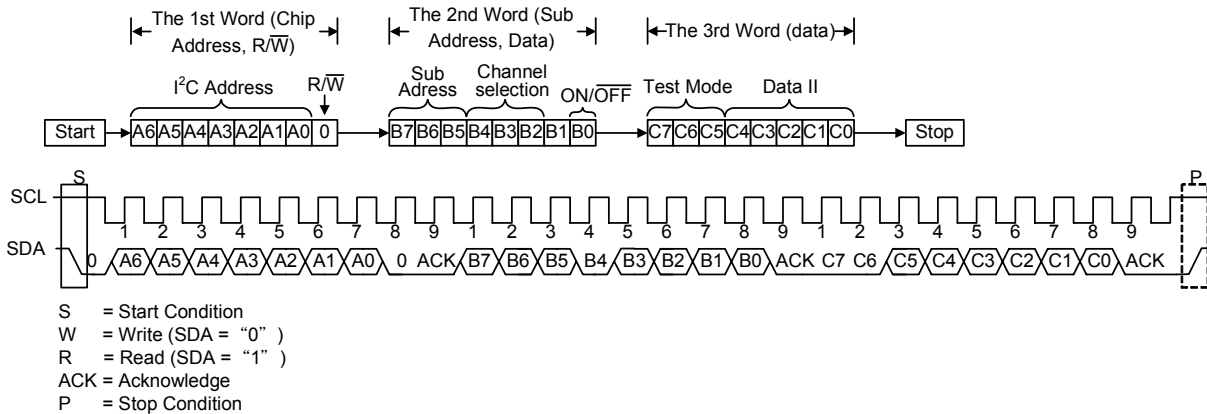 The 1st Word (Chip Address, R/W̅)
The 2nd Word (Sub Address, Data)
The 3rd Word (data)
I²C Address
R/W̅
Sub Adress
Channel selection
ON/O̅F̅F̅
Test Mode
Data II
Start
A6 A5 A4 A3 A2 A1 A0 0
B7 B6 B5 B4 B3 B2 B1 B0
C7 C6 C5 C4 C3 C2 C1 C0
Stop
S
P
SCL
1 2 3 4 5 6 7 8 9 1 2 3 4 5 6 7 8 9 1 2 3 4 5 6 7 8 9
SDA
0 A6 A5 A4 A3 A2 A1 A0 0 ACK B7 B6 B5 B4 B3 B2 B1 B0 ACK C7 C6 C5 C4 C3 C2 C1 C0 ACK
S = Start Condition
W = Write (SDA = “0”)
R = Read (SDA = “1”)
ACK = Acknowledge
P = Stop Condition